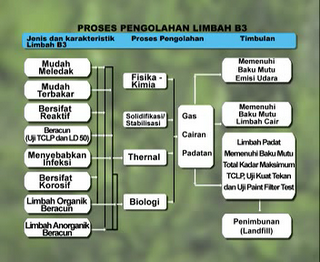 PROSES PENGOLAHAN LIMBAH B3
Jenis dan karakteristik
Limbah B3
Proses Pengolahan
Timbulan
Mudah
Meledak
Mudah
Terbakar
Bersifat
Reaktif
Beracun
(Uji TCLP dan LD 50)
Menyebabkan
Infeksi
Bersifat
Korosif
Limbah Organik
Beracun
Limbah Anorganik
Beracun
Fisika -
Kimia
Solidifikasi/
Stabilisasi
Thernal
Biologi
Gas
Cairan
Padatan
Memenuhi
Baku Mutu
Emisi Udara
Memenuhi
Baku Mutu
Limbah Cair
Limbah Padat
Memenuhi Baku Mutu
Total Kadar Maksimum
TCLP, Uji Kuat Tekan
dan Uji Paint Filter Test
Penimbunan
(Landfill)